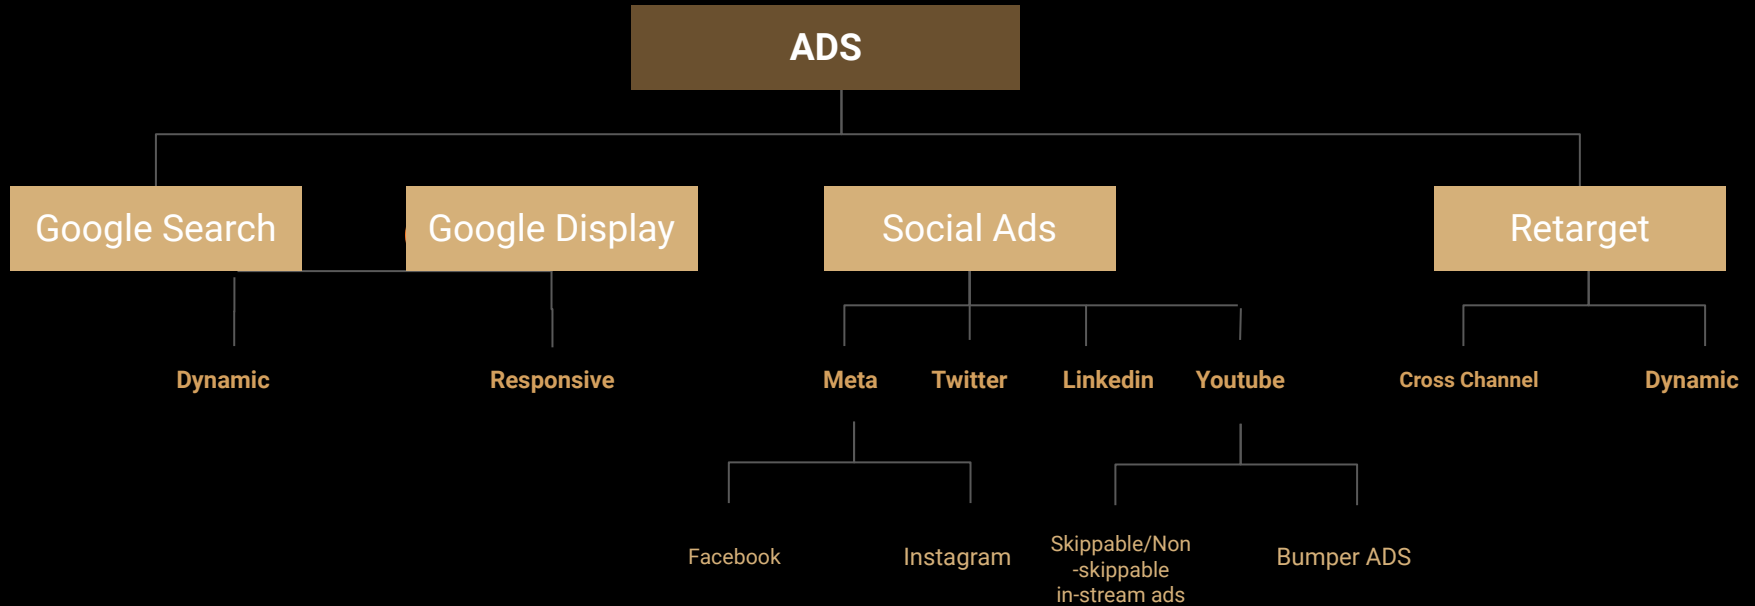 ADS
Google Search
Google Display
Social Ads
Retarget
Dynamic
Responsive
Meta
Twitter
Linkedin
Youtube
Cross Channel
Dynamic
Facebook
Instagram
Skippable/Non
-skippable
in-stream ads
Bumper ADS